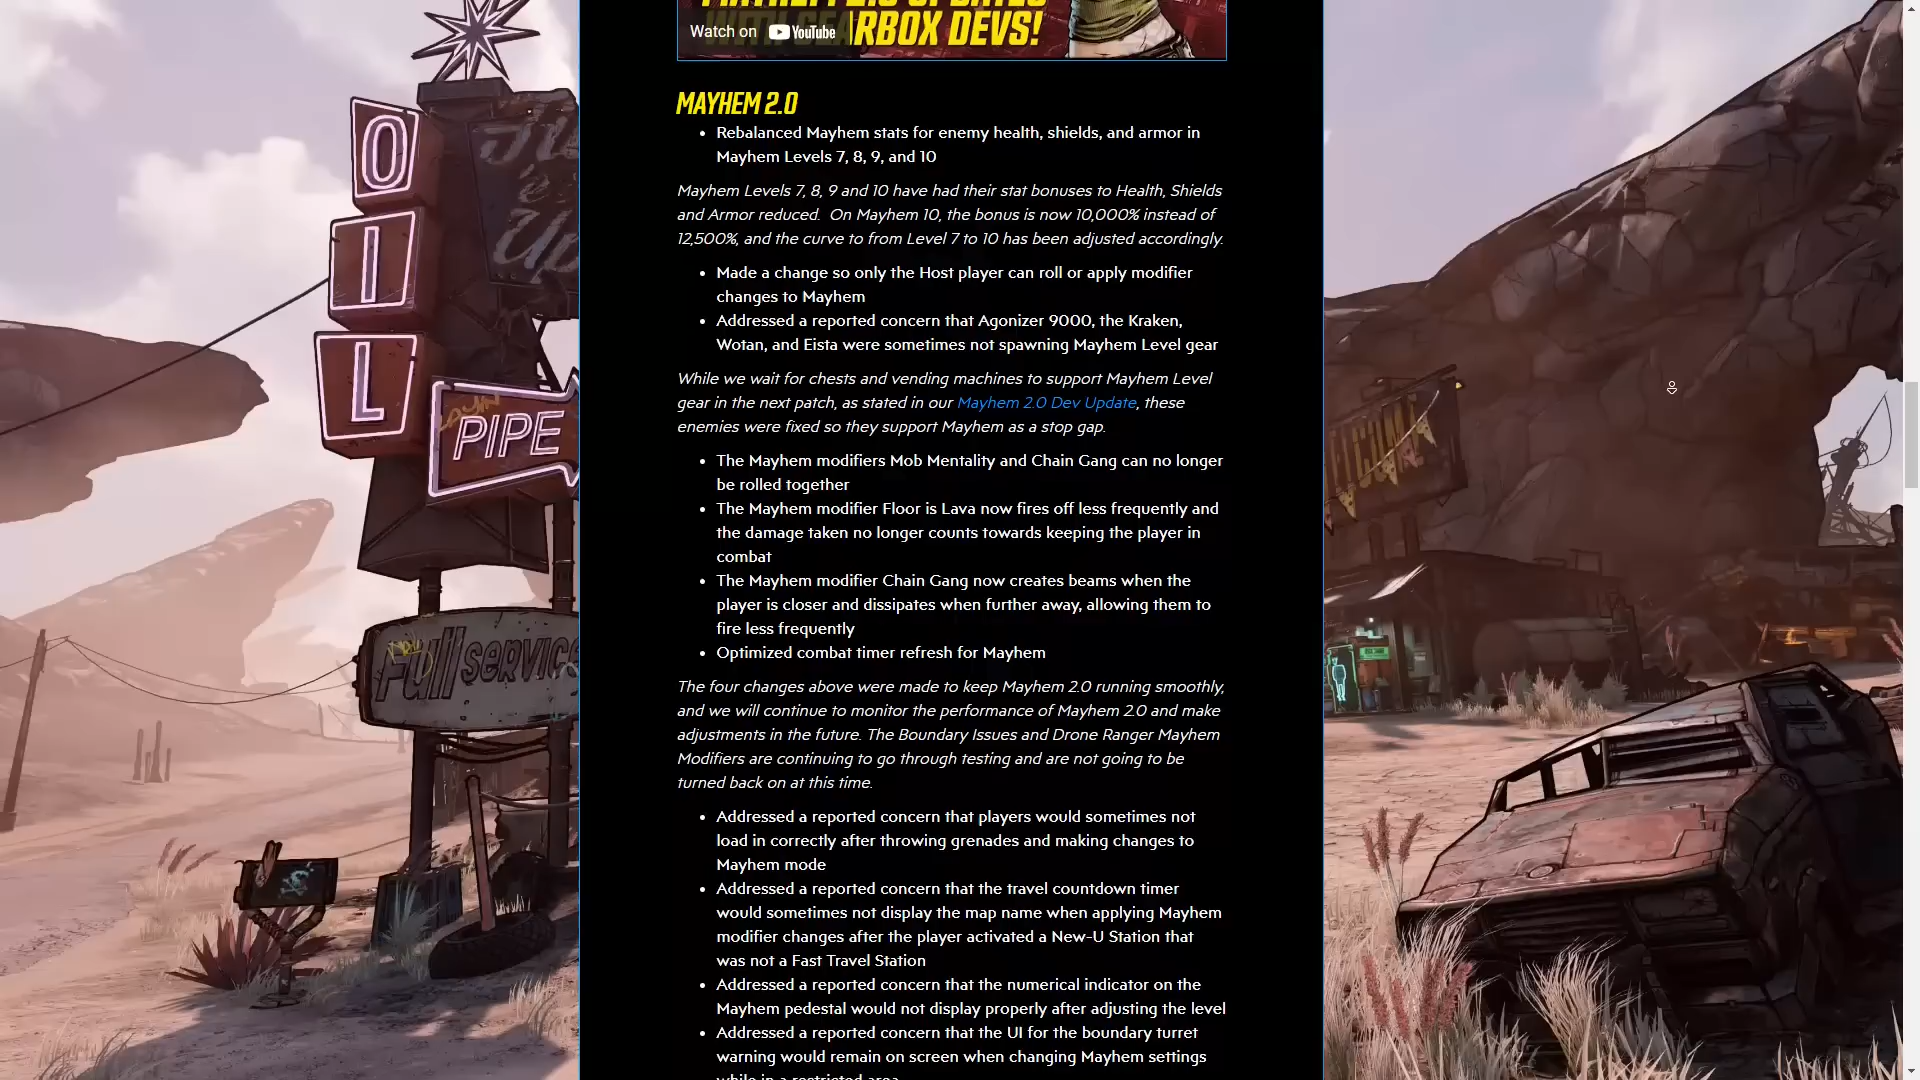 Watch on YouTube
RBOX DEVS!
MAYHEM 2.0
• Rebalanced Mayhem stats for enemy health, shields, and armor in
Mayhem Levels 7, 8, 9, and 10
Mayhem Levels 7, 8, 9 and 10 have had their stat bonuses to Health, Shields
and Armor reduced.  On Mayhem 10, the bonus is now 10,000% instead of
12,500%, and the curve to from Level 7 to 10 has been adjusted accordingly.
• Made a change so only the Host player can roll or apply modifier
changes to Mayhem
• Addressed a reported concern that Agonizer 9000, the Kraken,
Wotan, and Eista were sometimes not spawning Mayhem Level gear
While we wait for chests and vending machines to support Mayhem Level
gear in the next patch, as stated in our Mayhem 2.0 Dev Update, these
enemies were fixed so they support Mayhem as a stop gap.
• The Mayhem modifiers Mob Mentality and Chain Gang can no longer
be rolled together
• The Mayhem modifier Floor is Lava now fires off less frequently and
the damage taken no longer counts towards keeping the player in
combat
• The Mayhem modifier Chain Gang now creates beams when the
player is closer and dissipates when further away, allowing them to
fire less frequently
• Optimized combat timer refresh for Mayhem
The four changes above were made to keep Mayhem 2.0 running smoothly,
and we will continue to monitor the performance of Mayhem 2.0 and make
adjustments in the future. The Boundary Issues and Drone Ranger Mayhem
Modifiers are continuing to go through testing and are not going to be
turned back on at this time.
• Addressed a reported concern that players would sometimes not
load in correctly after throwing grenades and making changes to
Mayhem mode
• Addressed a reported concern that the travel countdown timer
would sometimes not display the map name when applying Mayhem
modifier changes after the player activated a New-U Station that
was not a Fast Travel Station
• Addressed a reported concern that the numerical indicator on the
Mayhem pedestal would not display properly after adjusting the level
• Addressed a reported concern that the UI for the boundary turret
warning would remain on screen when changing Mayhem settings
while in a restricted area
OIL
PIPE
Full service